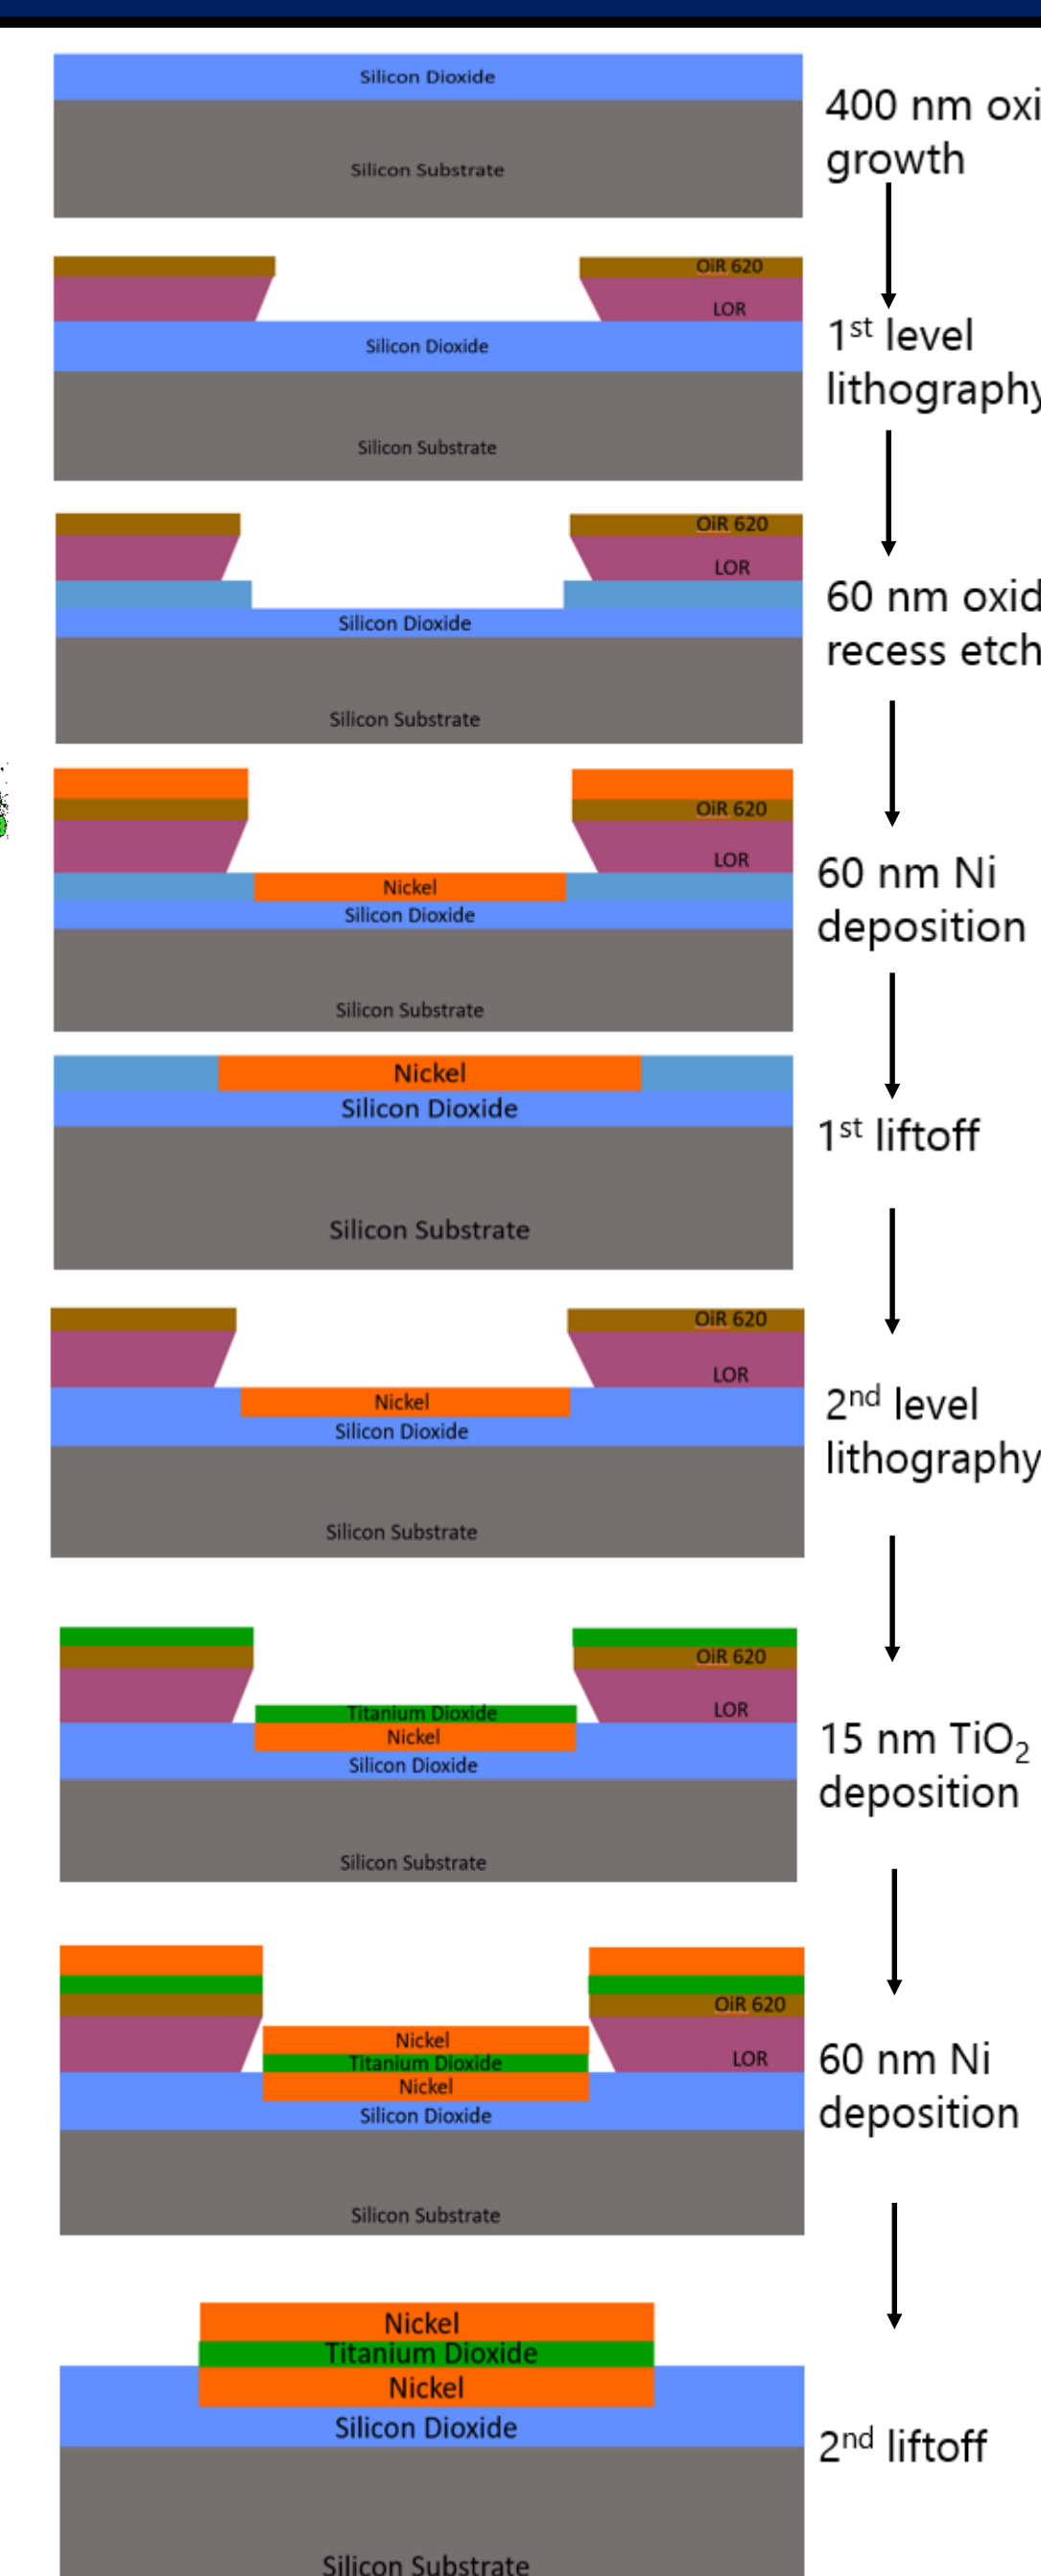 Silicon Dioxide
Silicon Substrate
400 nm oxi
growth
OiR 620
LOR
Silicon Dioxide
Silicon Substrate
1st level
lithography
OiR 620
LOR
Silicon Dioxide
Silicon Substrate
60 nm oxid
recess etch
OiR 620
LOR
Nickel
Silicon Dioxide
Silicon Substrate
60 nm Ni
deposition
Nickel
Silicon Dioxide
Silicon Substrate
1st liftoff
OiR 620
LOR
Nickel
Silicon Dioxide
Silicon Substrate
2nd level
lithography
OiR 620
LOR
Titanium Dioxide
Nickel
Silicon Dioxide
Silicon Substrate
15 nm TiO2
deposition
OiR 620
LOR
Nickel
Titanium Dioxide
Nickel
Silicon Dioxide
Silicon Substrate
60 nm Ni
deposition
Nickel
Titanium Dioxide
Nickel
Silicon Dioxide
Silicon Substrate
2nd liftoff